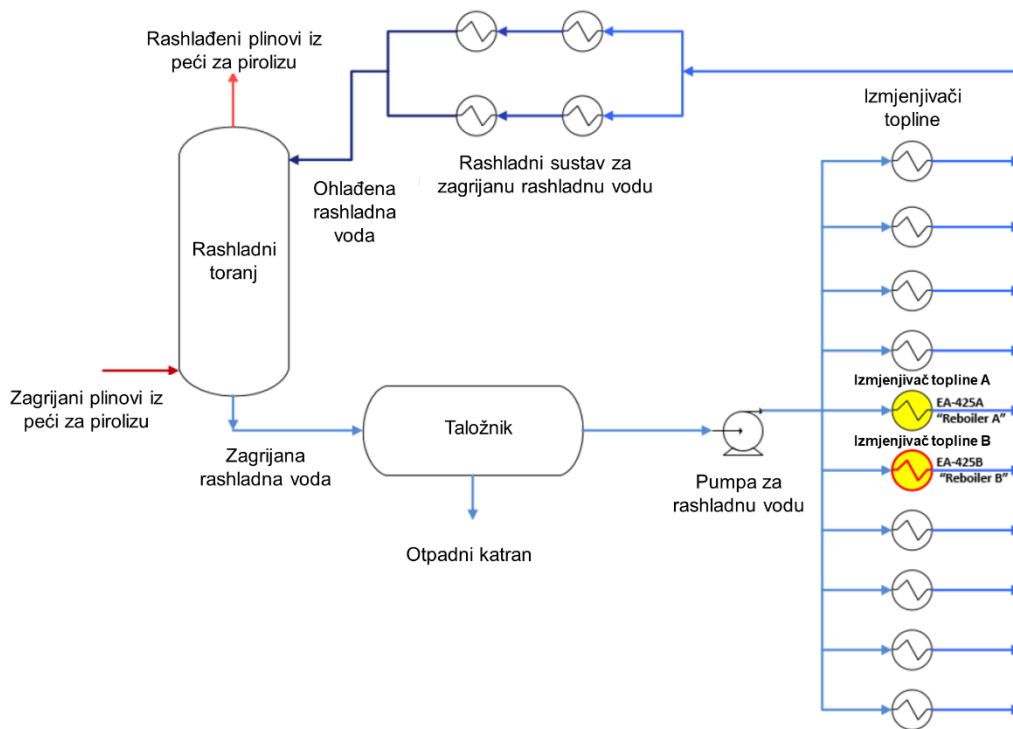 Rashlađeni plinovi iz
peći za pirolizu
Izmjenjivači
topline
Rashladni sustav za
zagrijanu rashladnu vodu
Ohlađena
rashladna
voda
Rashladni
toranj
Zagrijani plinovi iz
peći za pirolizu
Zagrijana
rashladna voda
Taložnik
Otpadni katran
Pumpa za
rashladnu vodu
Izmjenjivač topline A
EA-425A
"Reboiler A"
Izmjenjivač topline B
EA-425B
"Reboiler B"